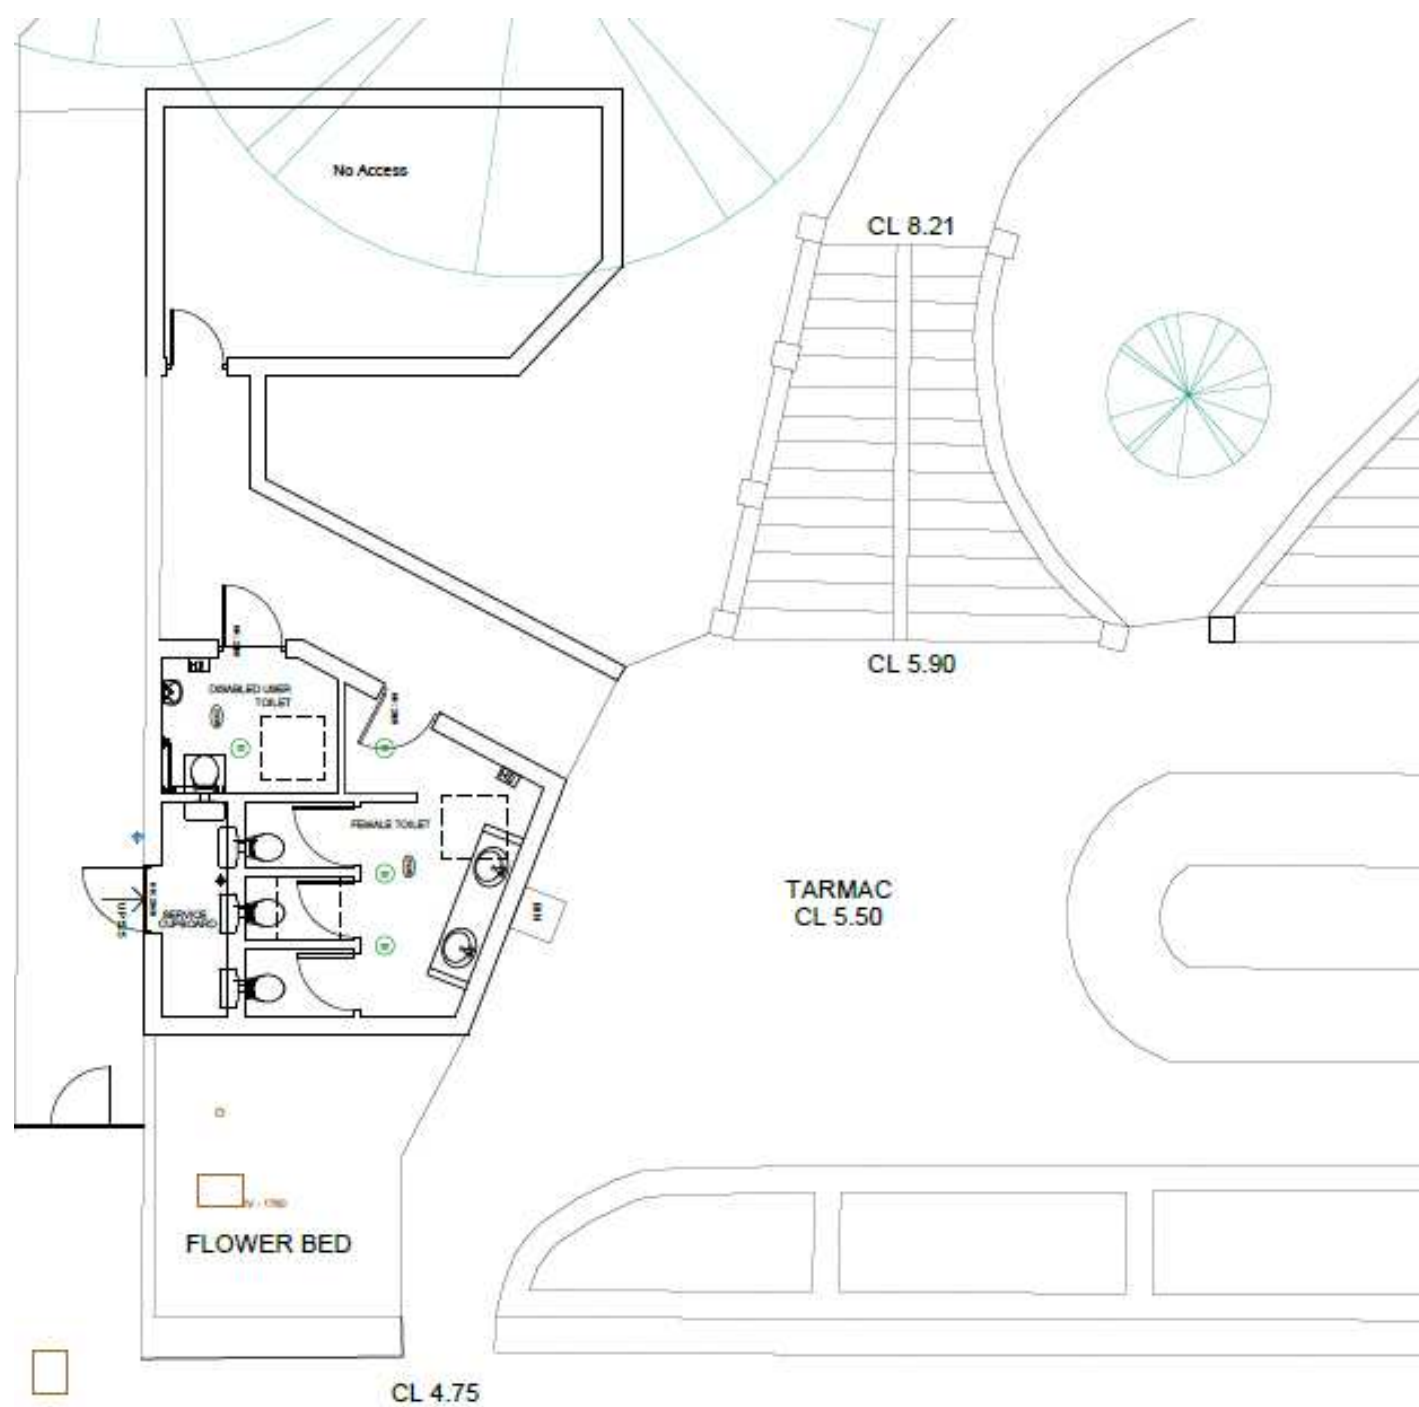 No Access
CL 8.21
CL 5.90
DISABLED USER
TOILET
FEMALE TOILET
TARMAC
CL 5.50
SERVICE
CUPBOARD
FLOWER BED
CL 4.75